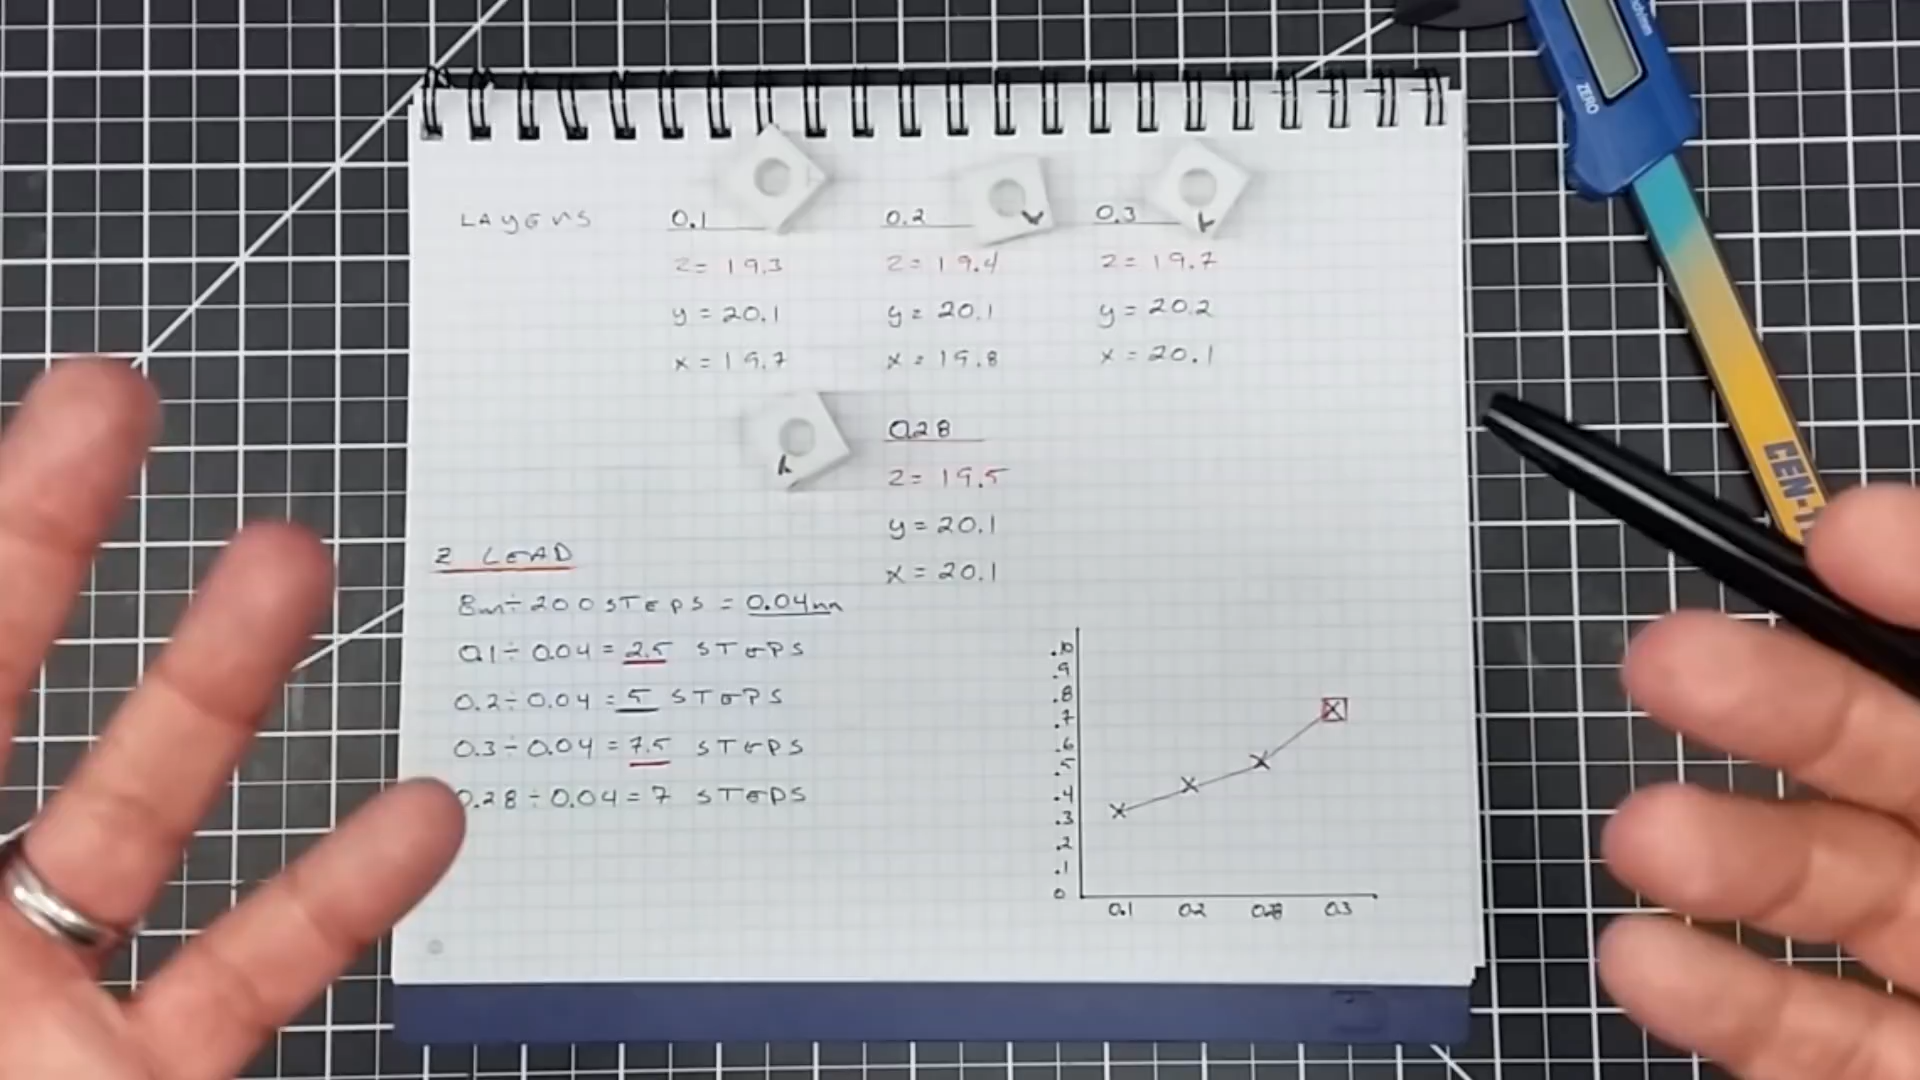 ZERO
LAYERS 0.1 0.2 0.3
Z= 19.3 Z= 19.4 Z= 19.7
y = 20.1 y= 20.1 y= 20.2
x = 19.7 x = 19.8 x = 20.1
0.28
Z= 19.5
y = 20.1
x = 20.1
CEN-T
Z LEAD
8m÷200 STEPS = 0.04mm
0.1÷ 0.04 = 2.5 STEPS
0.2÷ 0.04 = 5 STEPS
0.3÷0.04 = 7.5 STEPS
0.28÷0.04 = 7 STEPS
.10
.9
.8
.7
.6
.5
.4
.3
.2
.1
0
0.1 0.2 0.28 0.3